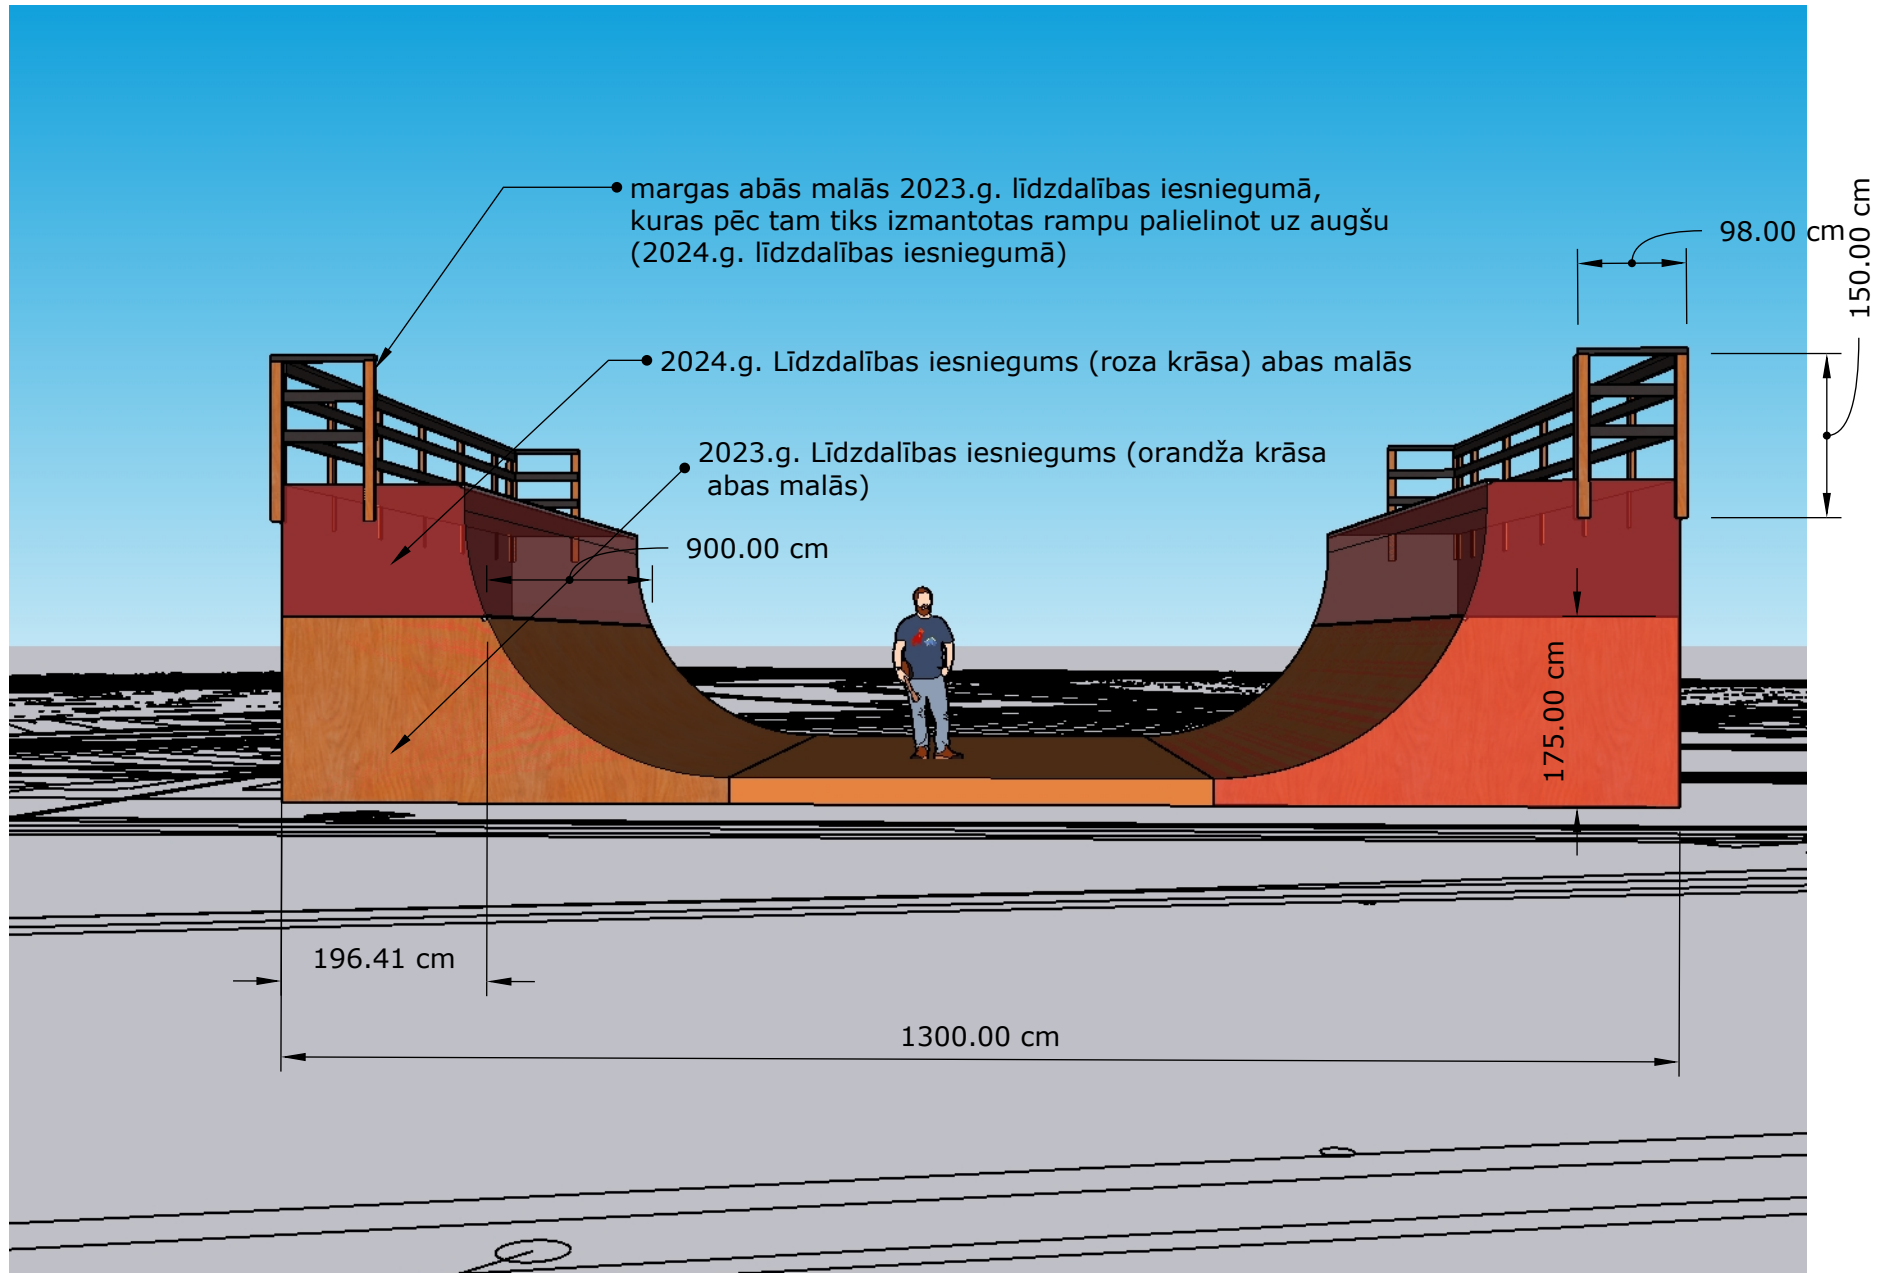 margas abās malās 2023.g. līdzdalības iesniegumā,
kuras pēc tam tiks izmantotas rampu palielinot uz augšu
(2024.g. līdzdalības iesniegumā)
98.00 cm
150.00 cm
2024.g. Līdzdalības iesniegums (roza krāsa) abas malās
2023.g. Līdzdalības iesniegums (orandža krāsa
abas malās)
900.00 cm
175.00 cm
196.41 cm
1300.00 cm